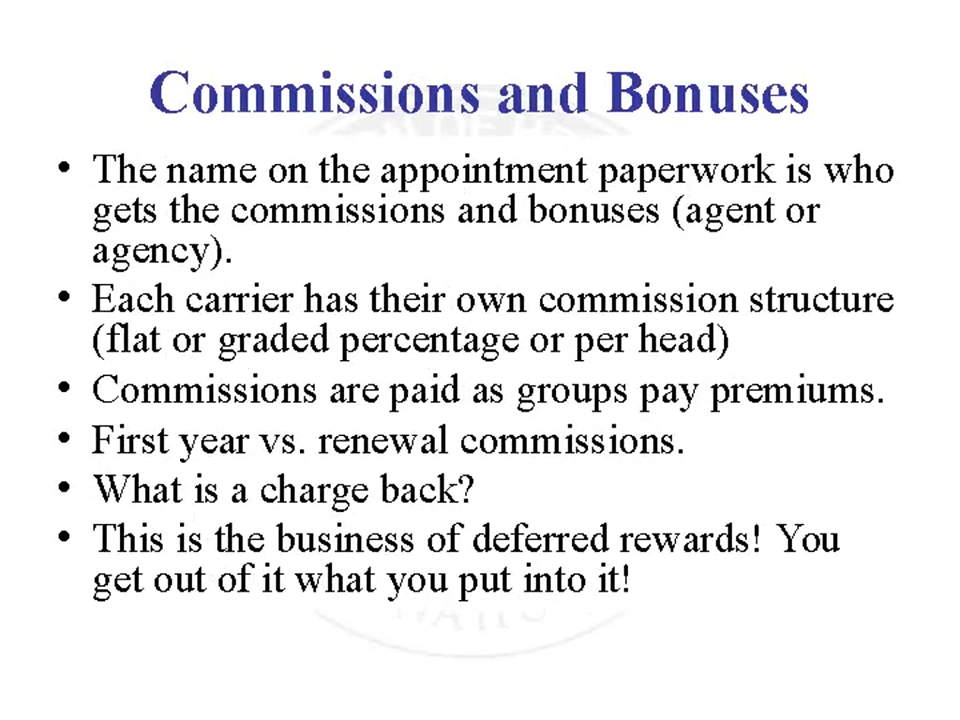 Commissions and Bonuses
• The name on the appointment paperwork is who
gets the commissions and bonuses (agent or
agency).
• Each carrier has their own commission structure
(flat or graded percentage or per head)
• Commissions are paid as groups pay premiums.
• First year vs. renewal commissions.
• What is a charge back?
• This is the business of deferred rewards! You
get out of it what you put into it!